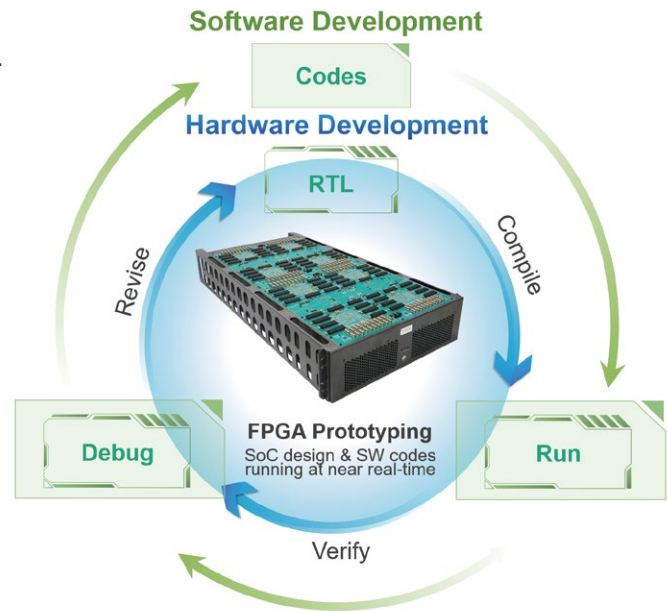 Software Development
Codes
Hardware Development
RTL
Compile
Revise
Debug
FPGA Prototyping
SoC design & SW codes
running at near real-time
Run
Verify